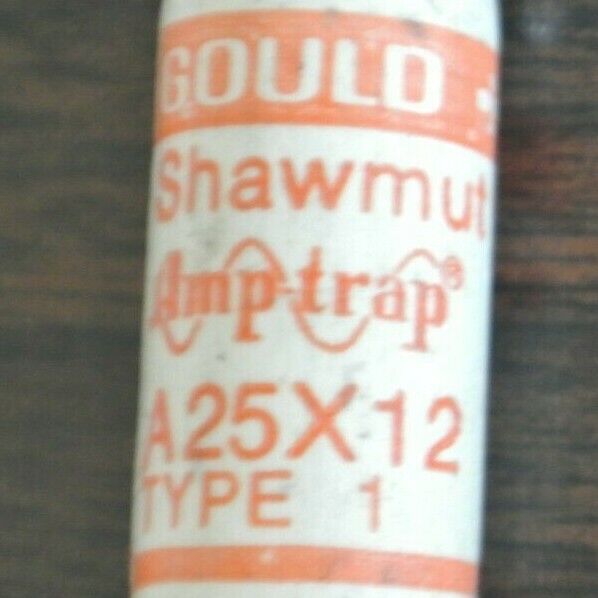 GOULD
Shawmut
Amp-trap®
A25X12
TYPE 1